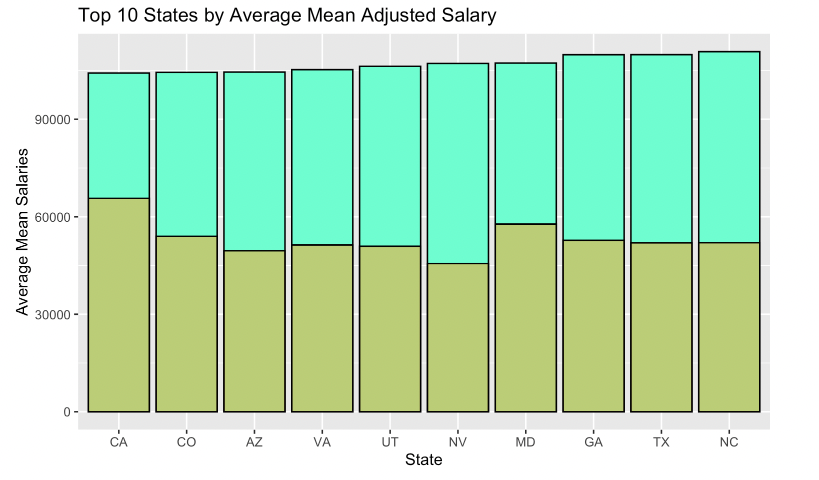 Top 10 States by Average Mean Adjusted Salary
Average Mean Salaries
90000
60000
30000
0
CA CO AZ VA UT NV MD GA TX NC
State